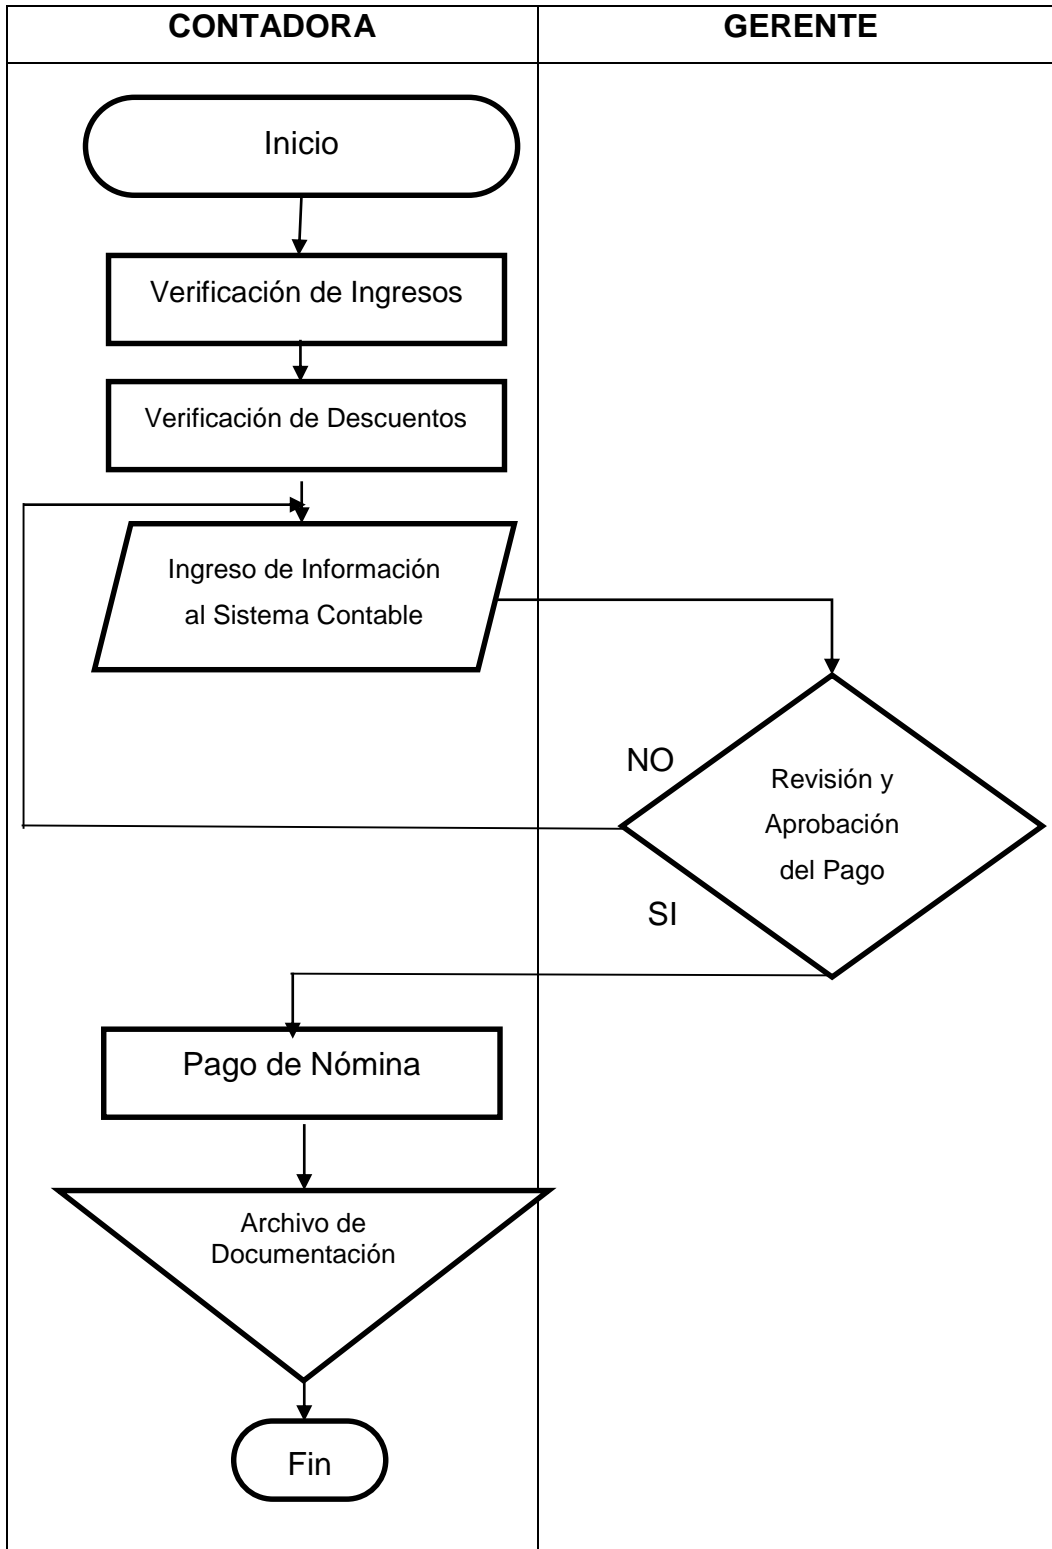 CONTADORA
GERENTE
Inicio
Verificación de Ingresos
Verificación de Descuentos
Ingreso de Información
al Sistema Contable
NO
Revisión y
Aprobación
del Pago
SI
Pago de Nómina
Archivo de
Documentación
Fin